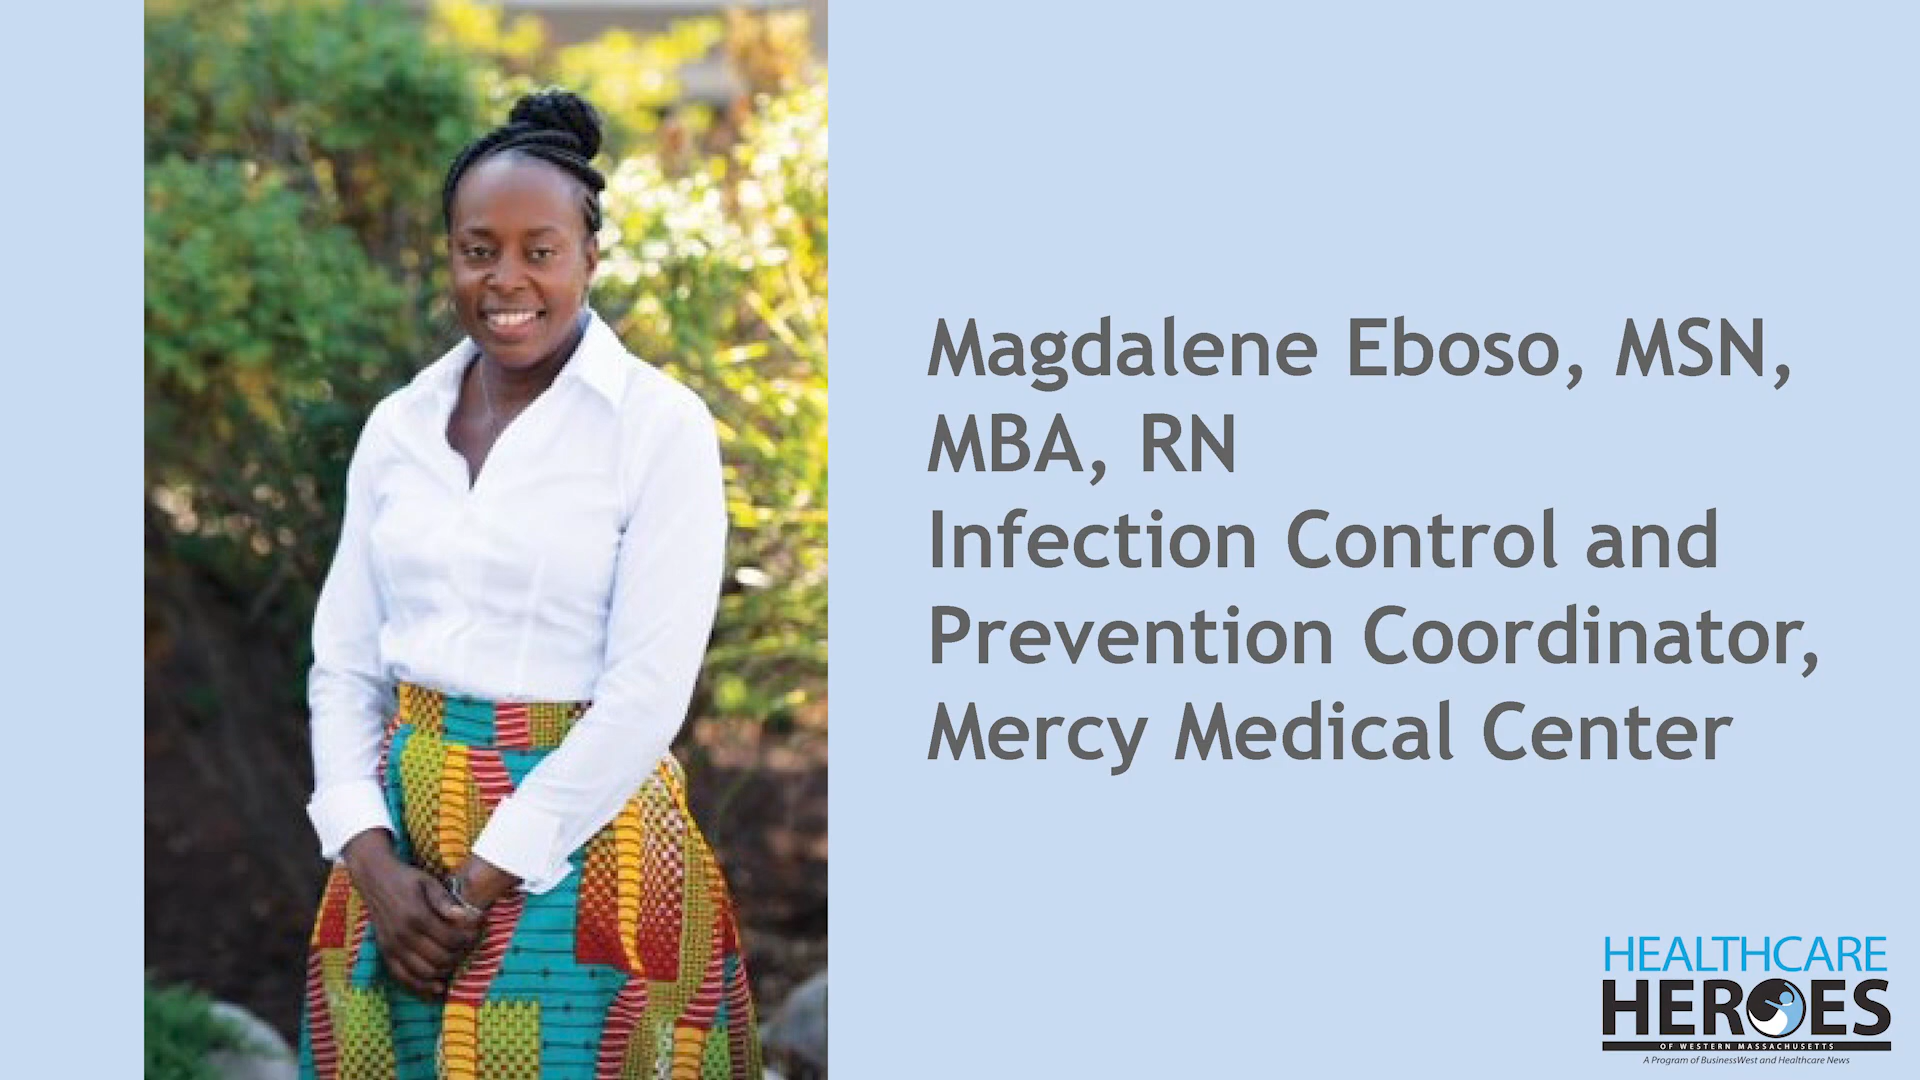 Magdalene Eboso, MSN,
MBA, RN
Infection Control and
Prevention Coordinator,
Mercy Medical Center
HEALTHCARE
HEROES
OF WESTERN MASSACHUSETTS
A Program of BusinessWest and Healthcare News